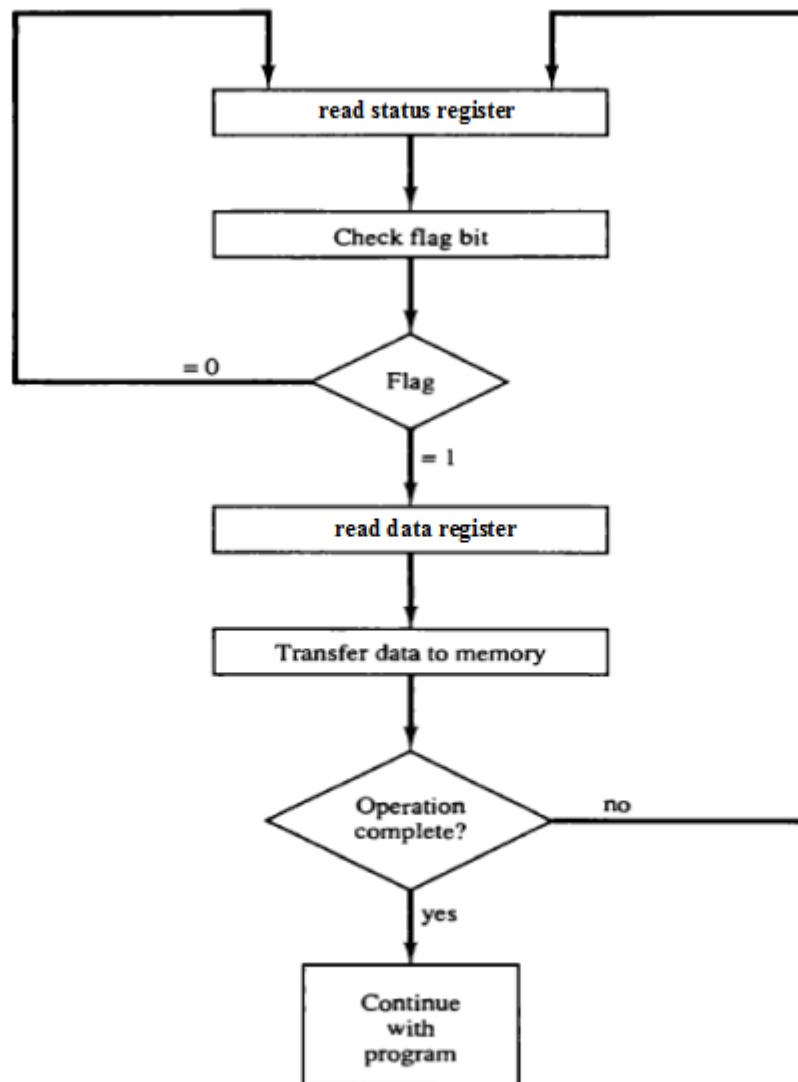 read status register
Check flag bit
= 0
Flag
= 1
read data register
Transfer data to memory
Operation
complete?
no
yes
Continue
with
program